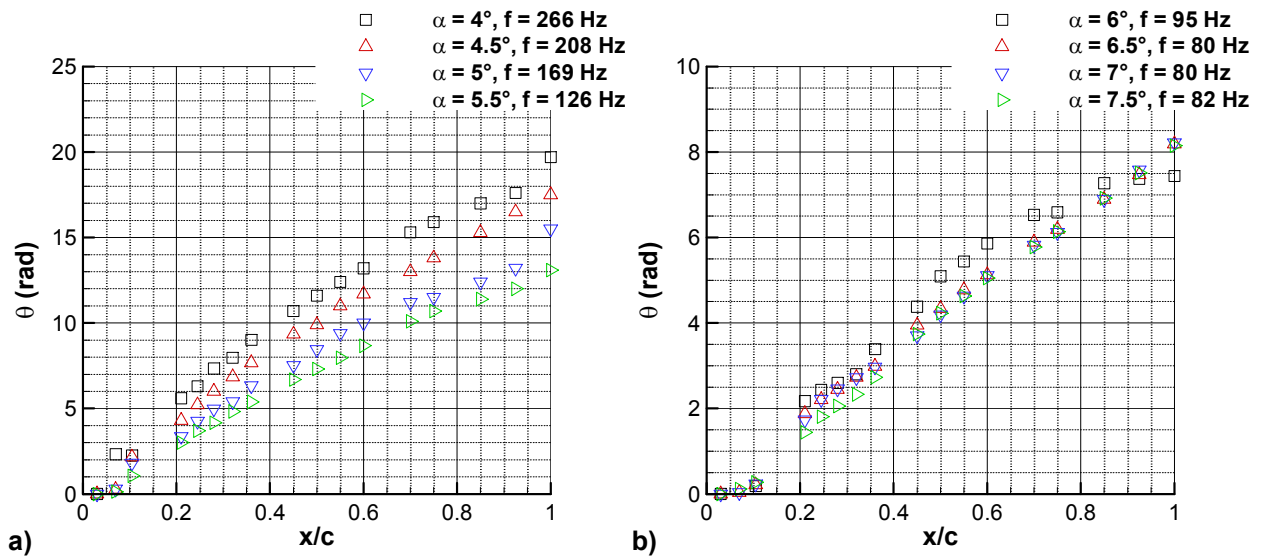 α = 4°, f = 266 Hz
α = 4.5°, f = 208 Hz
α = 5°, f = 169 Hz
α = 5.5°, f = 126 Hz
25
20
15
10
5
0
θ (rad)
0
0.2
0.4
0.6
0.8
1
x/c
a)
α = 6°, f = 95 Hz
α = 6.5°, f = 80 Hz
α = 7°, f = 80 Hz
α = 7.5°, f = 82 Hz
10
8
6
4
2
0
θ (rad)
0
0.2
0.4
0.6
0.8
1
x/c
b)